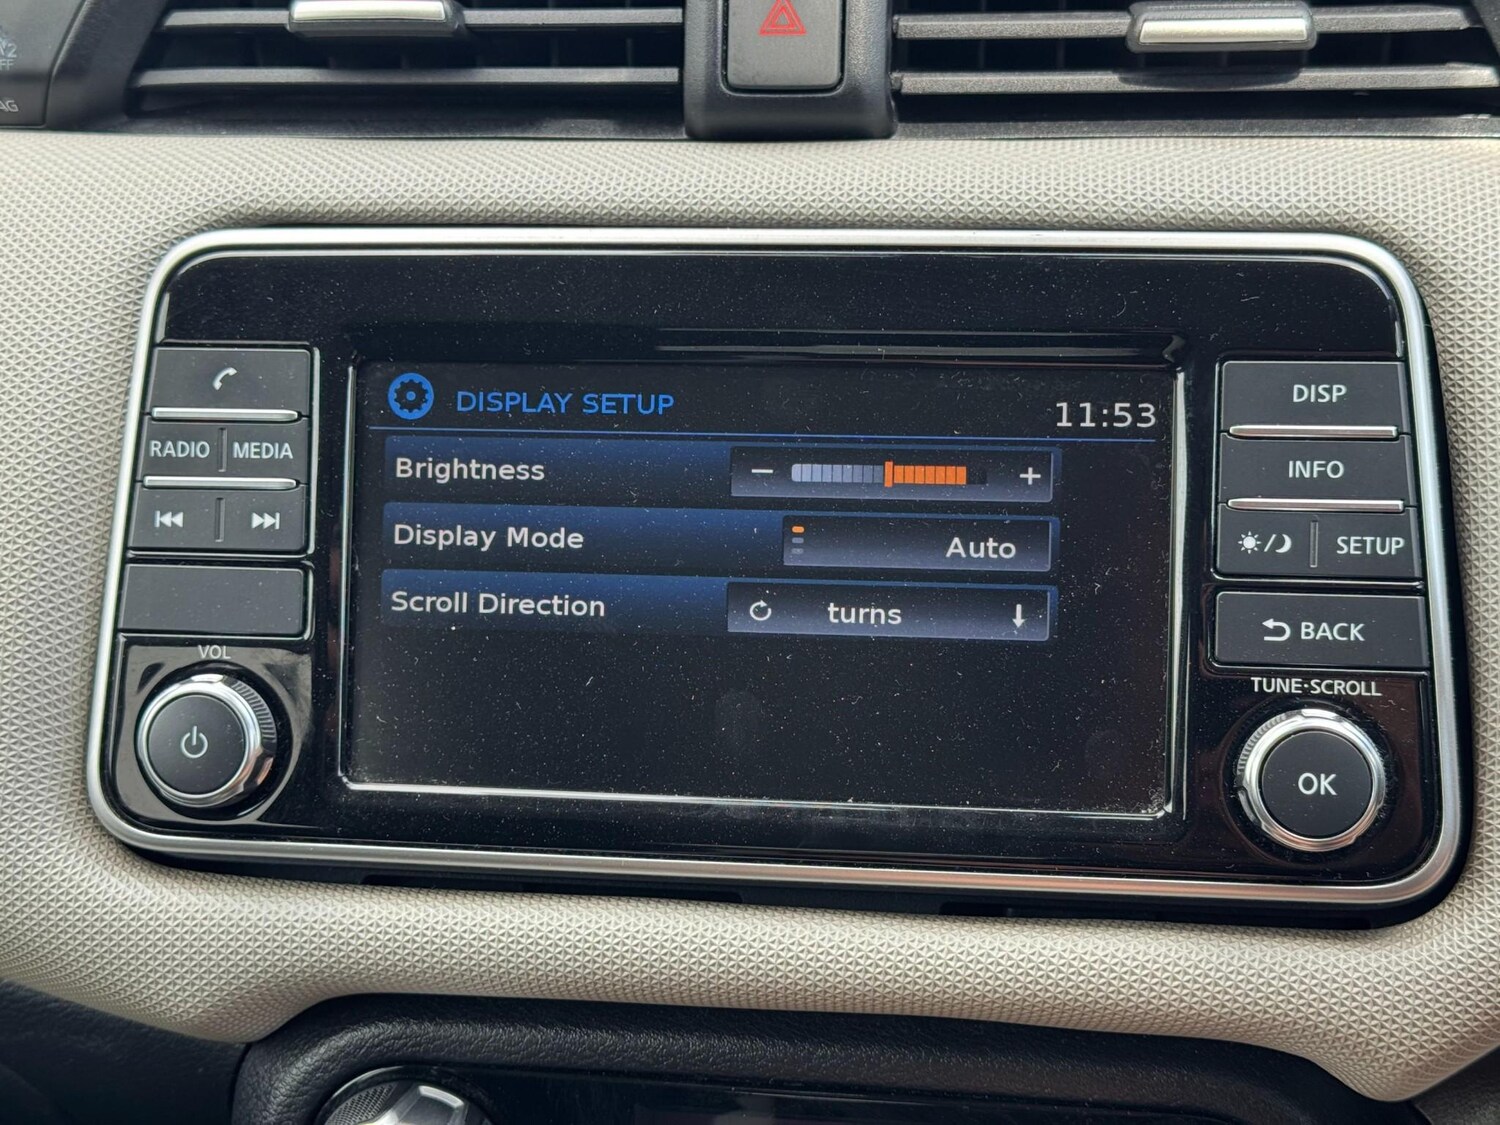 AG
RADIO MEDIA
VOL
DISPLAY SETUP
11:53
Brightness − +
Display Mode Auto
Scroll Direction turns
DISP
INFO
SETUP
BACK
TUNE·SCROLL
OK